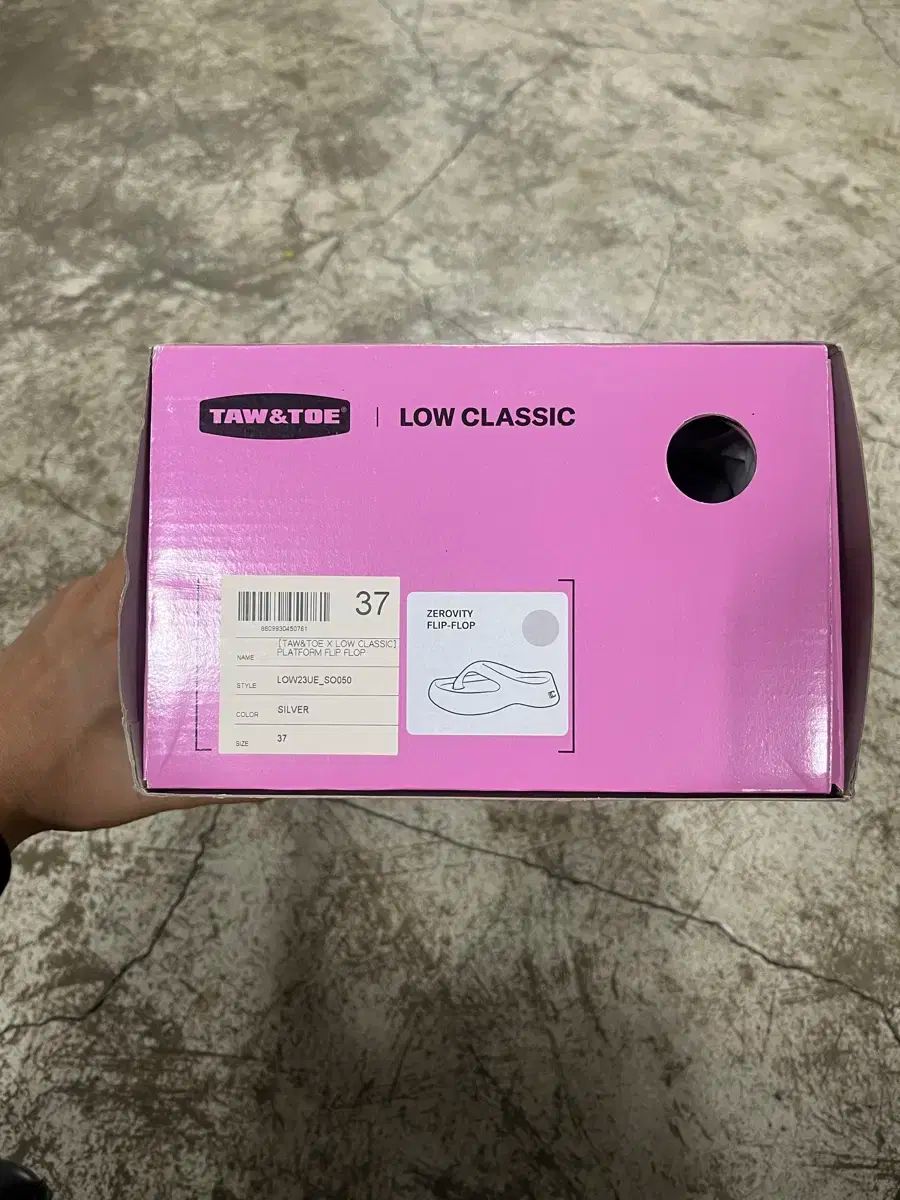 TAW&TOE® | LOW CLASSIC
37
8809930450761
NAME [TAW&TOE X LOW CLASSIC]
PLATFORM FLIP FLOP
STYLE LOW23UE_SO050
COLOR SILVER
SIZE 37
ZEROVITY
FLIP-FLOP